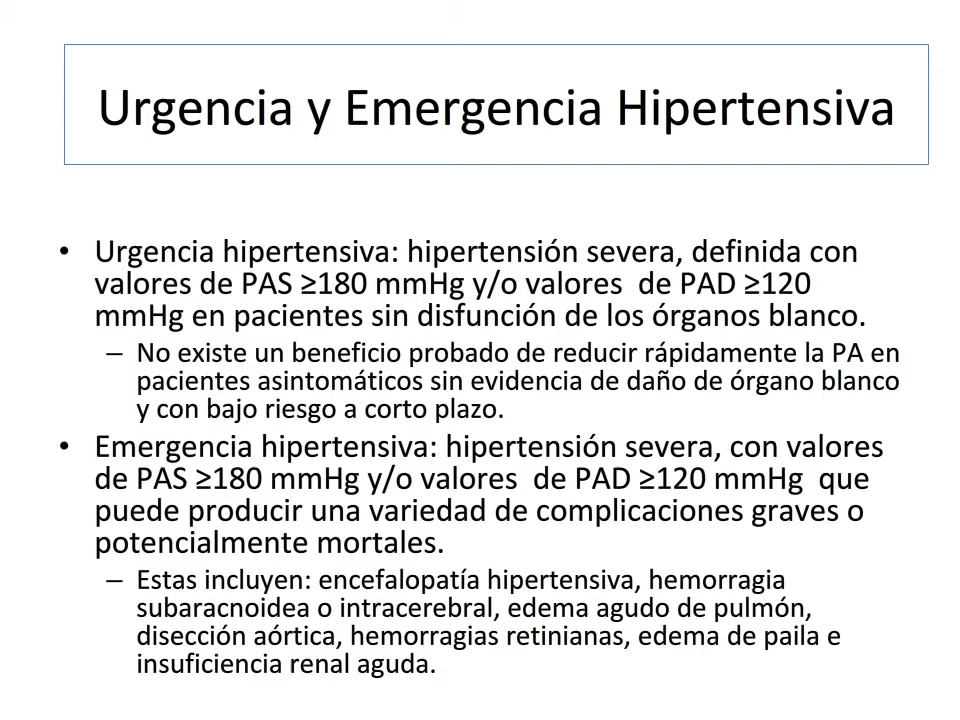 Urgencia y Emergencia Hipertensiva
• Urgencia hipertensiva: hipertensión severa, definida con
valores de PAS ≥180 mmHg y/o valores  de PAD ≥120
mmHg en pacientes sin disfunción de los órganos blanco.
– No existe un beneficio probado de reducir rápidamente la PA en
pacientes asintomáticos sin evidencia de daño de órgano blanco
y con bajo riesgo a corto plazo.
• Emergencia hipertensiva: hipertensión severa, con valores
de PAS ≥180 mmHg y/o valores  de PAD ≥120 mmHg  que
puede producir una variedad de complicaciones graves o
potencialmente mortales.
– Estas incluyen: encefalopatía hipertensiva, hemorragia
subaracnoidea o intracerebral, edema agudo de pulmón,
disección aórtica, hemorragias retinianas, edema de paila e
insuficiencia renal aguda.